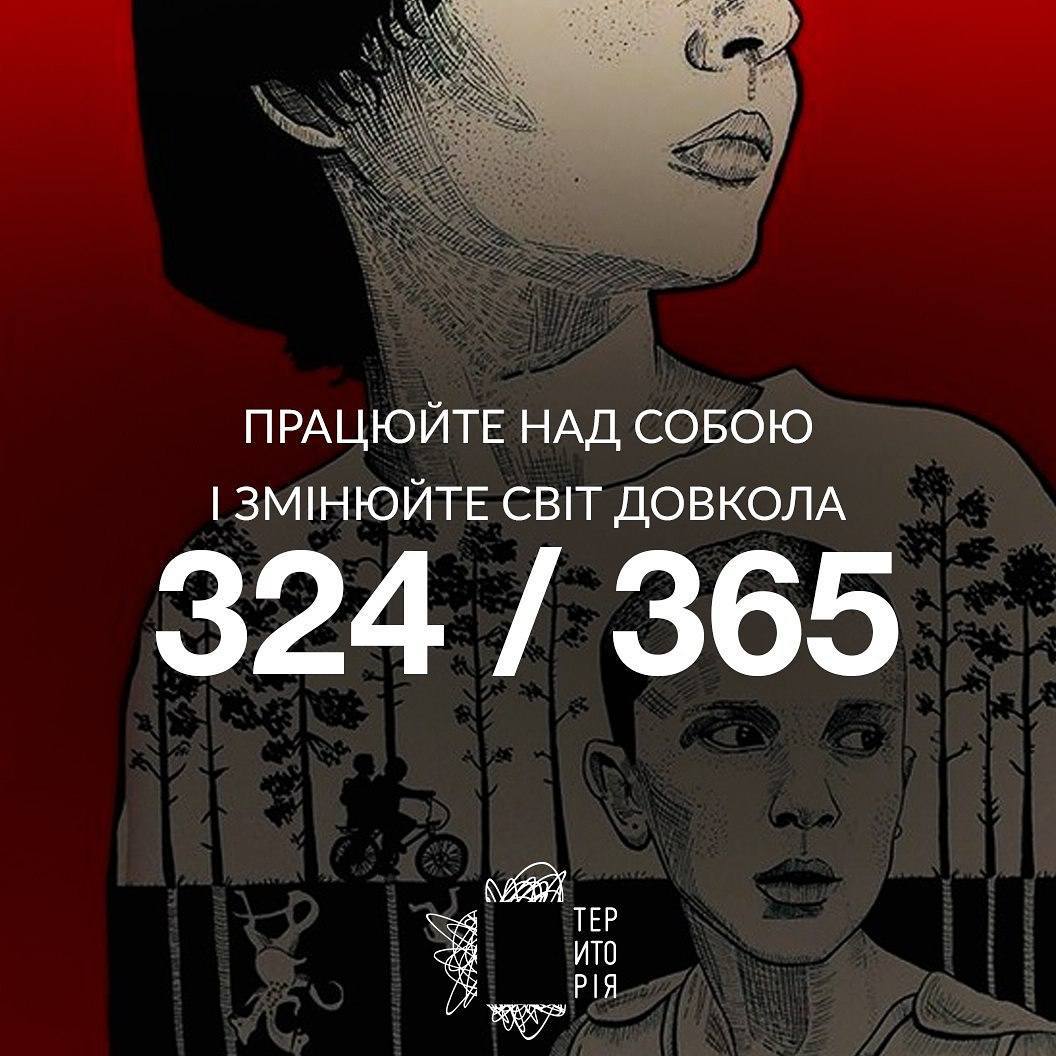 ПРАЦЮЙТЕ НАД СОБОЮ
І ЗМІНЮЙТЕ СВІТ ДОВКОЛА
324 / 365
ТЕР
ИТО
РІЯ